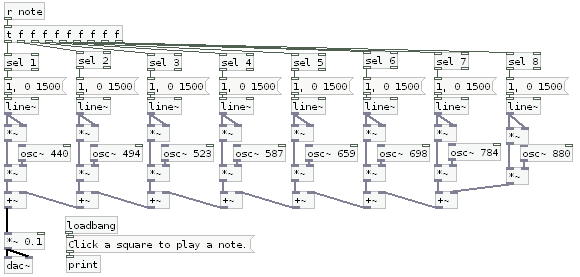 r note
t f f f f f f f f f
sel 1 sel 2 sel 3 sel 4 sel 5 sel 6 sel 7 sel 8
1, 0 1500 1, 0 1500 1, 0 1500 1, 0 1500 1, 0 1500 1, 0 1500 1, 0 1500 1, 0 1500
line~ line~ line~ line~ line~ line~ line~ line~
*~ *~ *~ *~ *~ *~ *~ *~
osc~ 440 osc~ 494 osc~ 523 osc~ 587 osc~ 659 osc~ 698 osc~ 784 osc~ 880
*~ *~ *~ *~ *~ *~ *~ *~
+~ +~ +~ +~ +~ +~ +~
loadbang
*~ 0.1 Click a square to play a note.
dac~ print